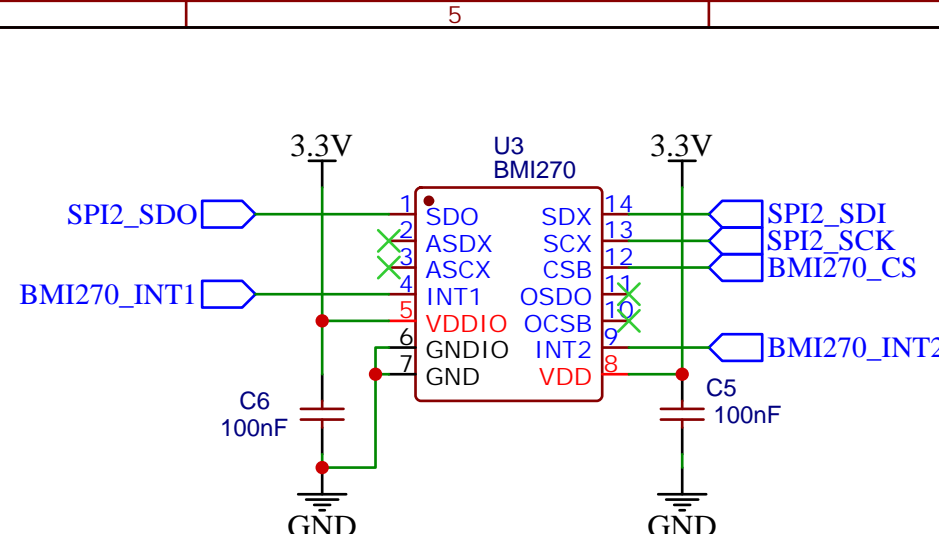 5
3.3V
U3
BMI270
3.3V
SPI2_SDO
1
SDO
SDX
14
SPI2_SDI
2
ASDX
SCX
13
SPI2_SCK
3
ASCX
CSB
12
BMI270_CS
BMI270_INT1
4
INT1
OSDO
11
5
VDDIO
OCSB
10
6
GNDIO
INT2
9
BMI270_INT2
7
GND
VDD
8
C6
100nF
C5
100nF
GND
GND